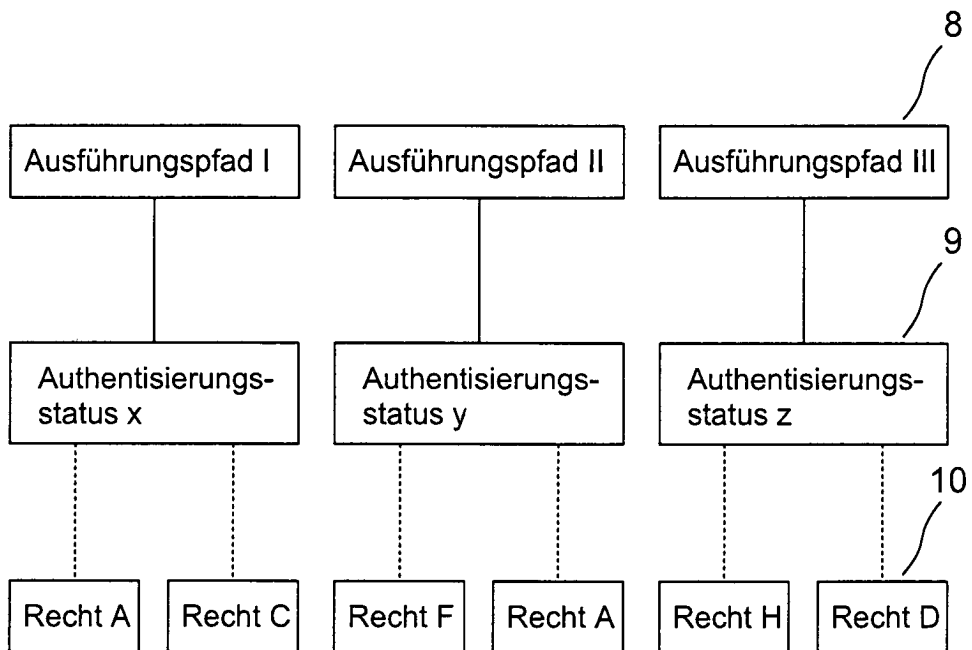 8
Ausführungspfad I
Ausführungspfad II
Ausführungspfad III
9
Authentisierungs-
status x
Authentisierungs-
status y
Authentisierungs-
status z
10
Recht A
Recht C
Recht F
Recht A
Recht H
Recht D